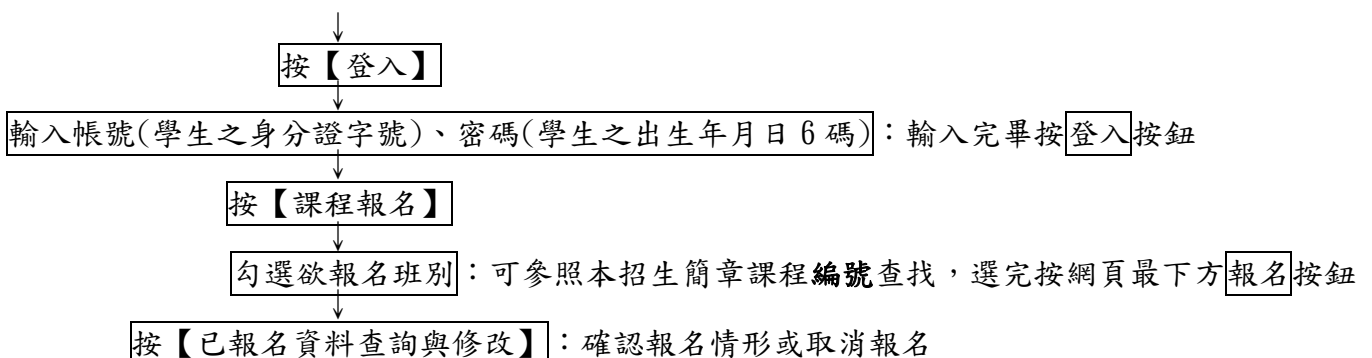 按【登入】
輸入帳號(學生之身分證字號)、密碼(學生之出生年月日 6 碼)：輸入完畢按登入按鈕
按【課程報名】
勾選欲報名班別：可參照本招生簡章課程編號查找，選完按網頁最下方報名按鈕
按【已報名資料查詢與修改】：確認報名情形或取消報名